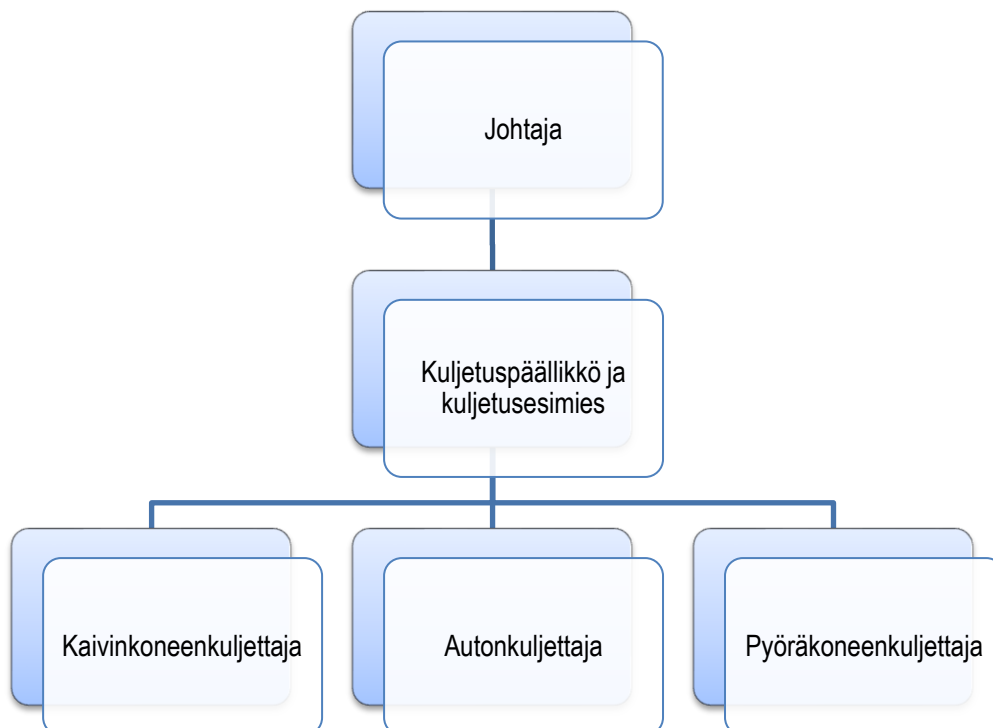 Johtaja
Kuljetuspäällikkö ja
kuljetusesimies
Kaivinkoneenkuljettaja
Autonkuljettaja
Pyöräkoneenkuljettaja